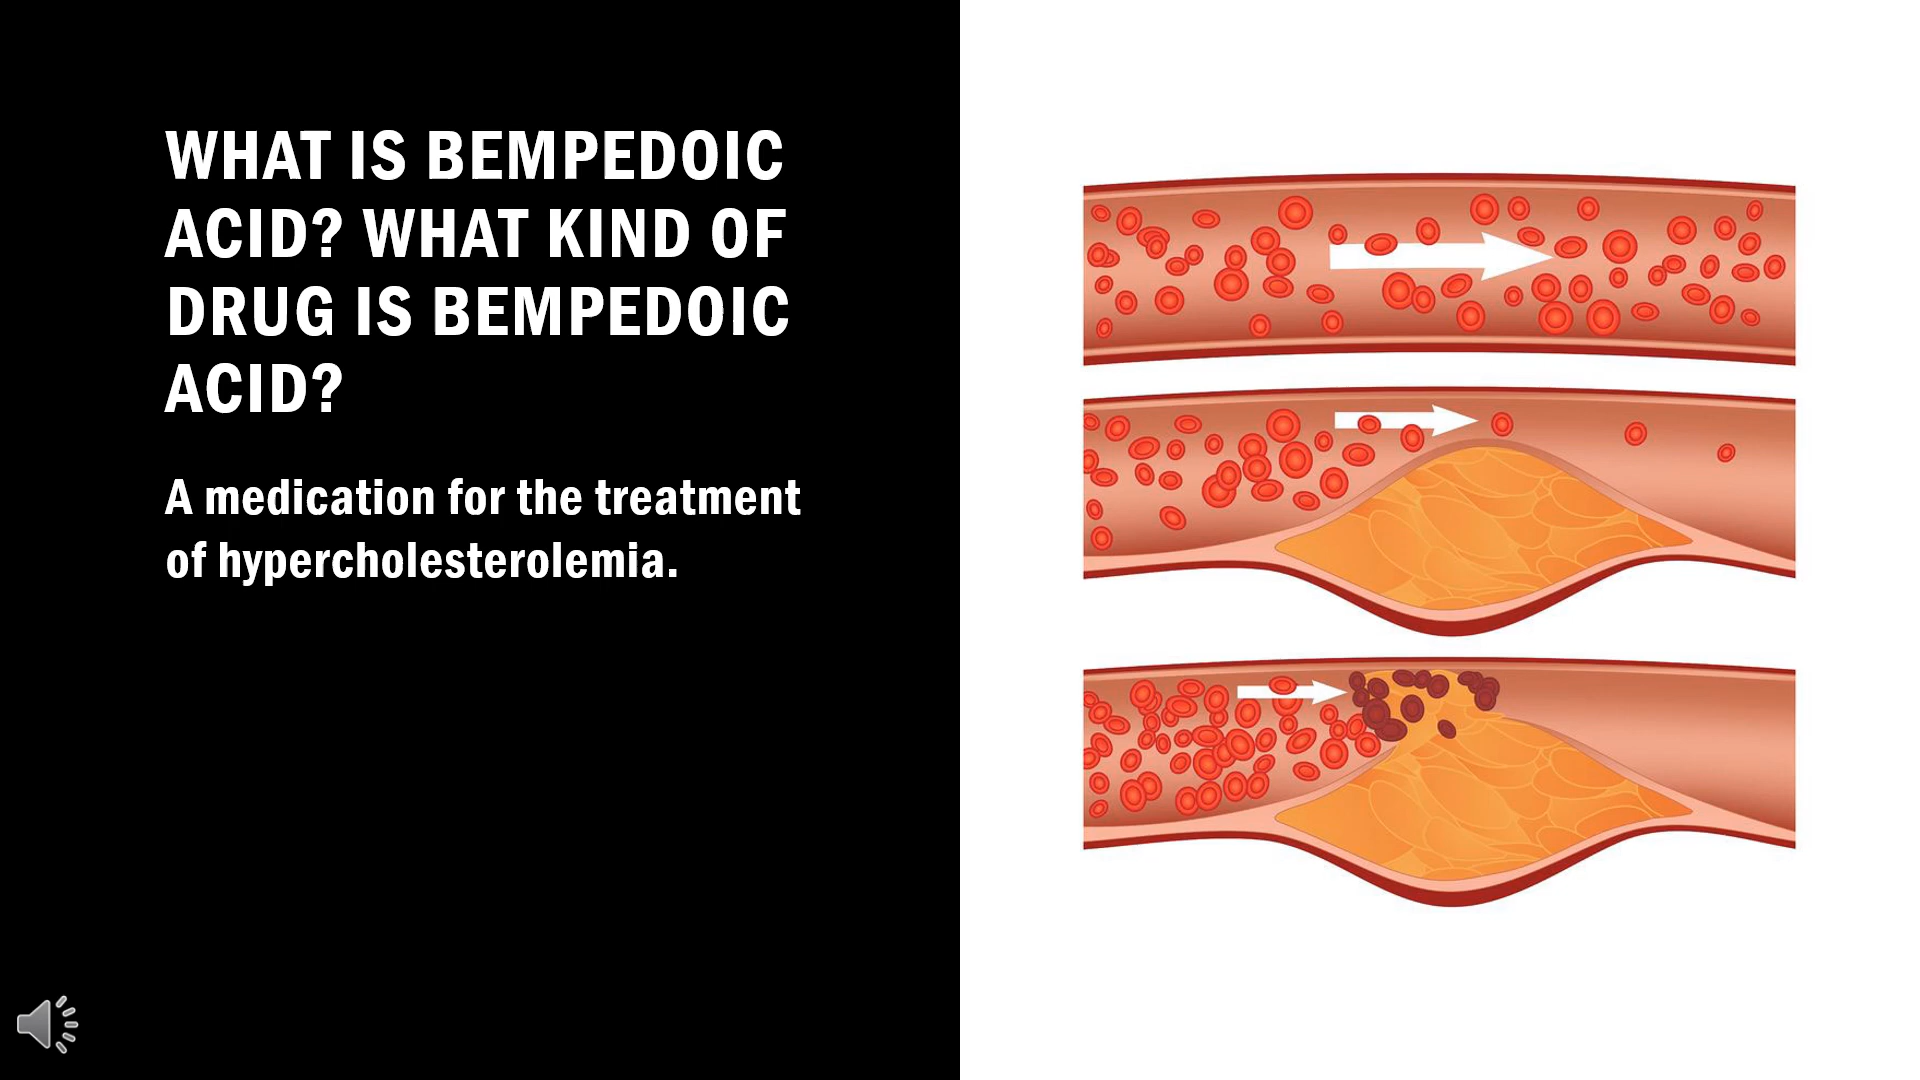 WHAT IS BEMPEDOIC
ACID? WHAT KIND OF
DRUG IS BEMPEDOIC
ACID?
A medication for the treatment
of hypercholesterolemia.